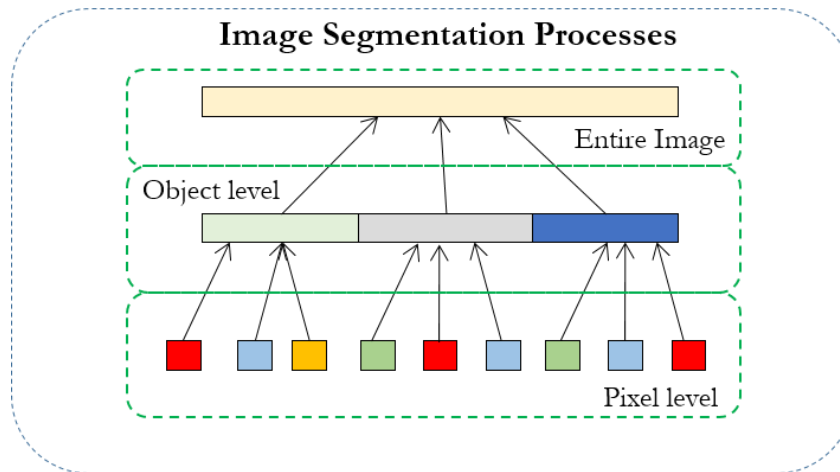 Image Segmentation Processes
Entire Image
Object level
Pixel level